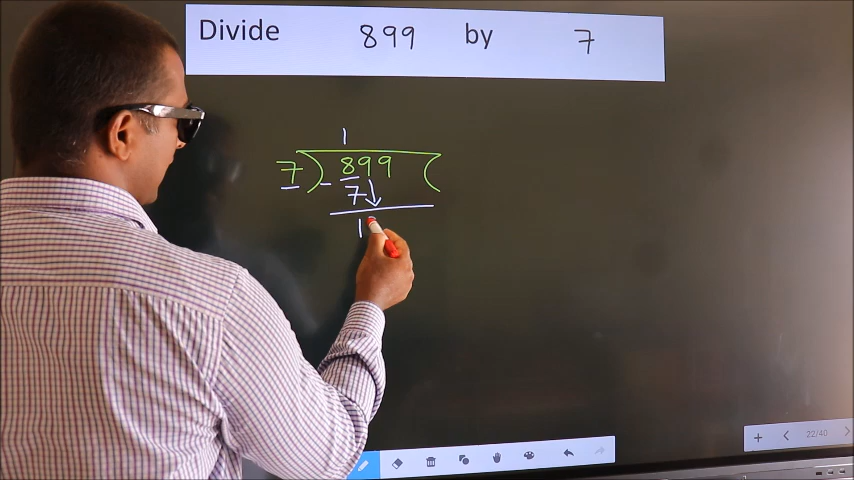 Divide 899 by 7
1
7 ) 899 (
- 7 ↓
1
22/40